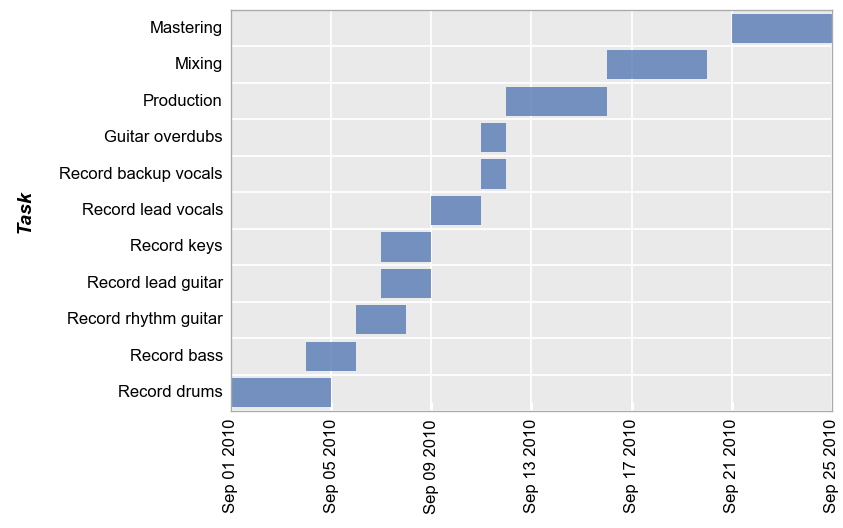 Task
Mastering
Mixing
Production
Guitar overdubs
Record backup vocals
Record lead vocals
Record keys
Record lead guitar
Record rhythm guitar
Record bass
Record drums
Sep 01 2010
Sep 05 2010
Sep 09 2010
Sep 13 2010
Sep 17 2010
Sep 21 2010
Sep 25 2010